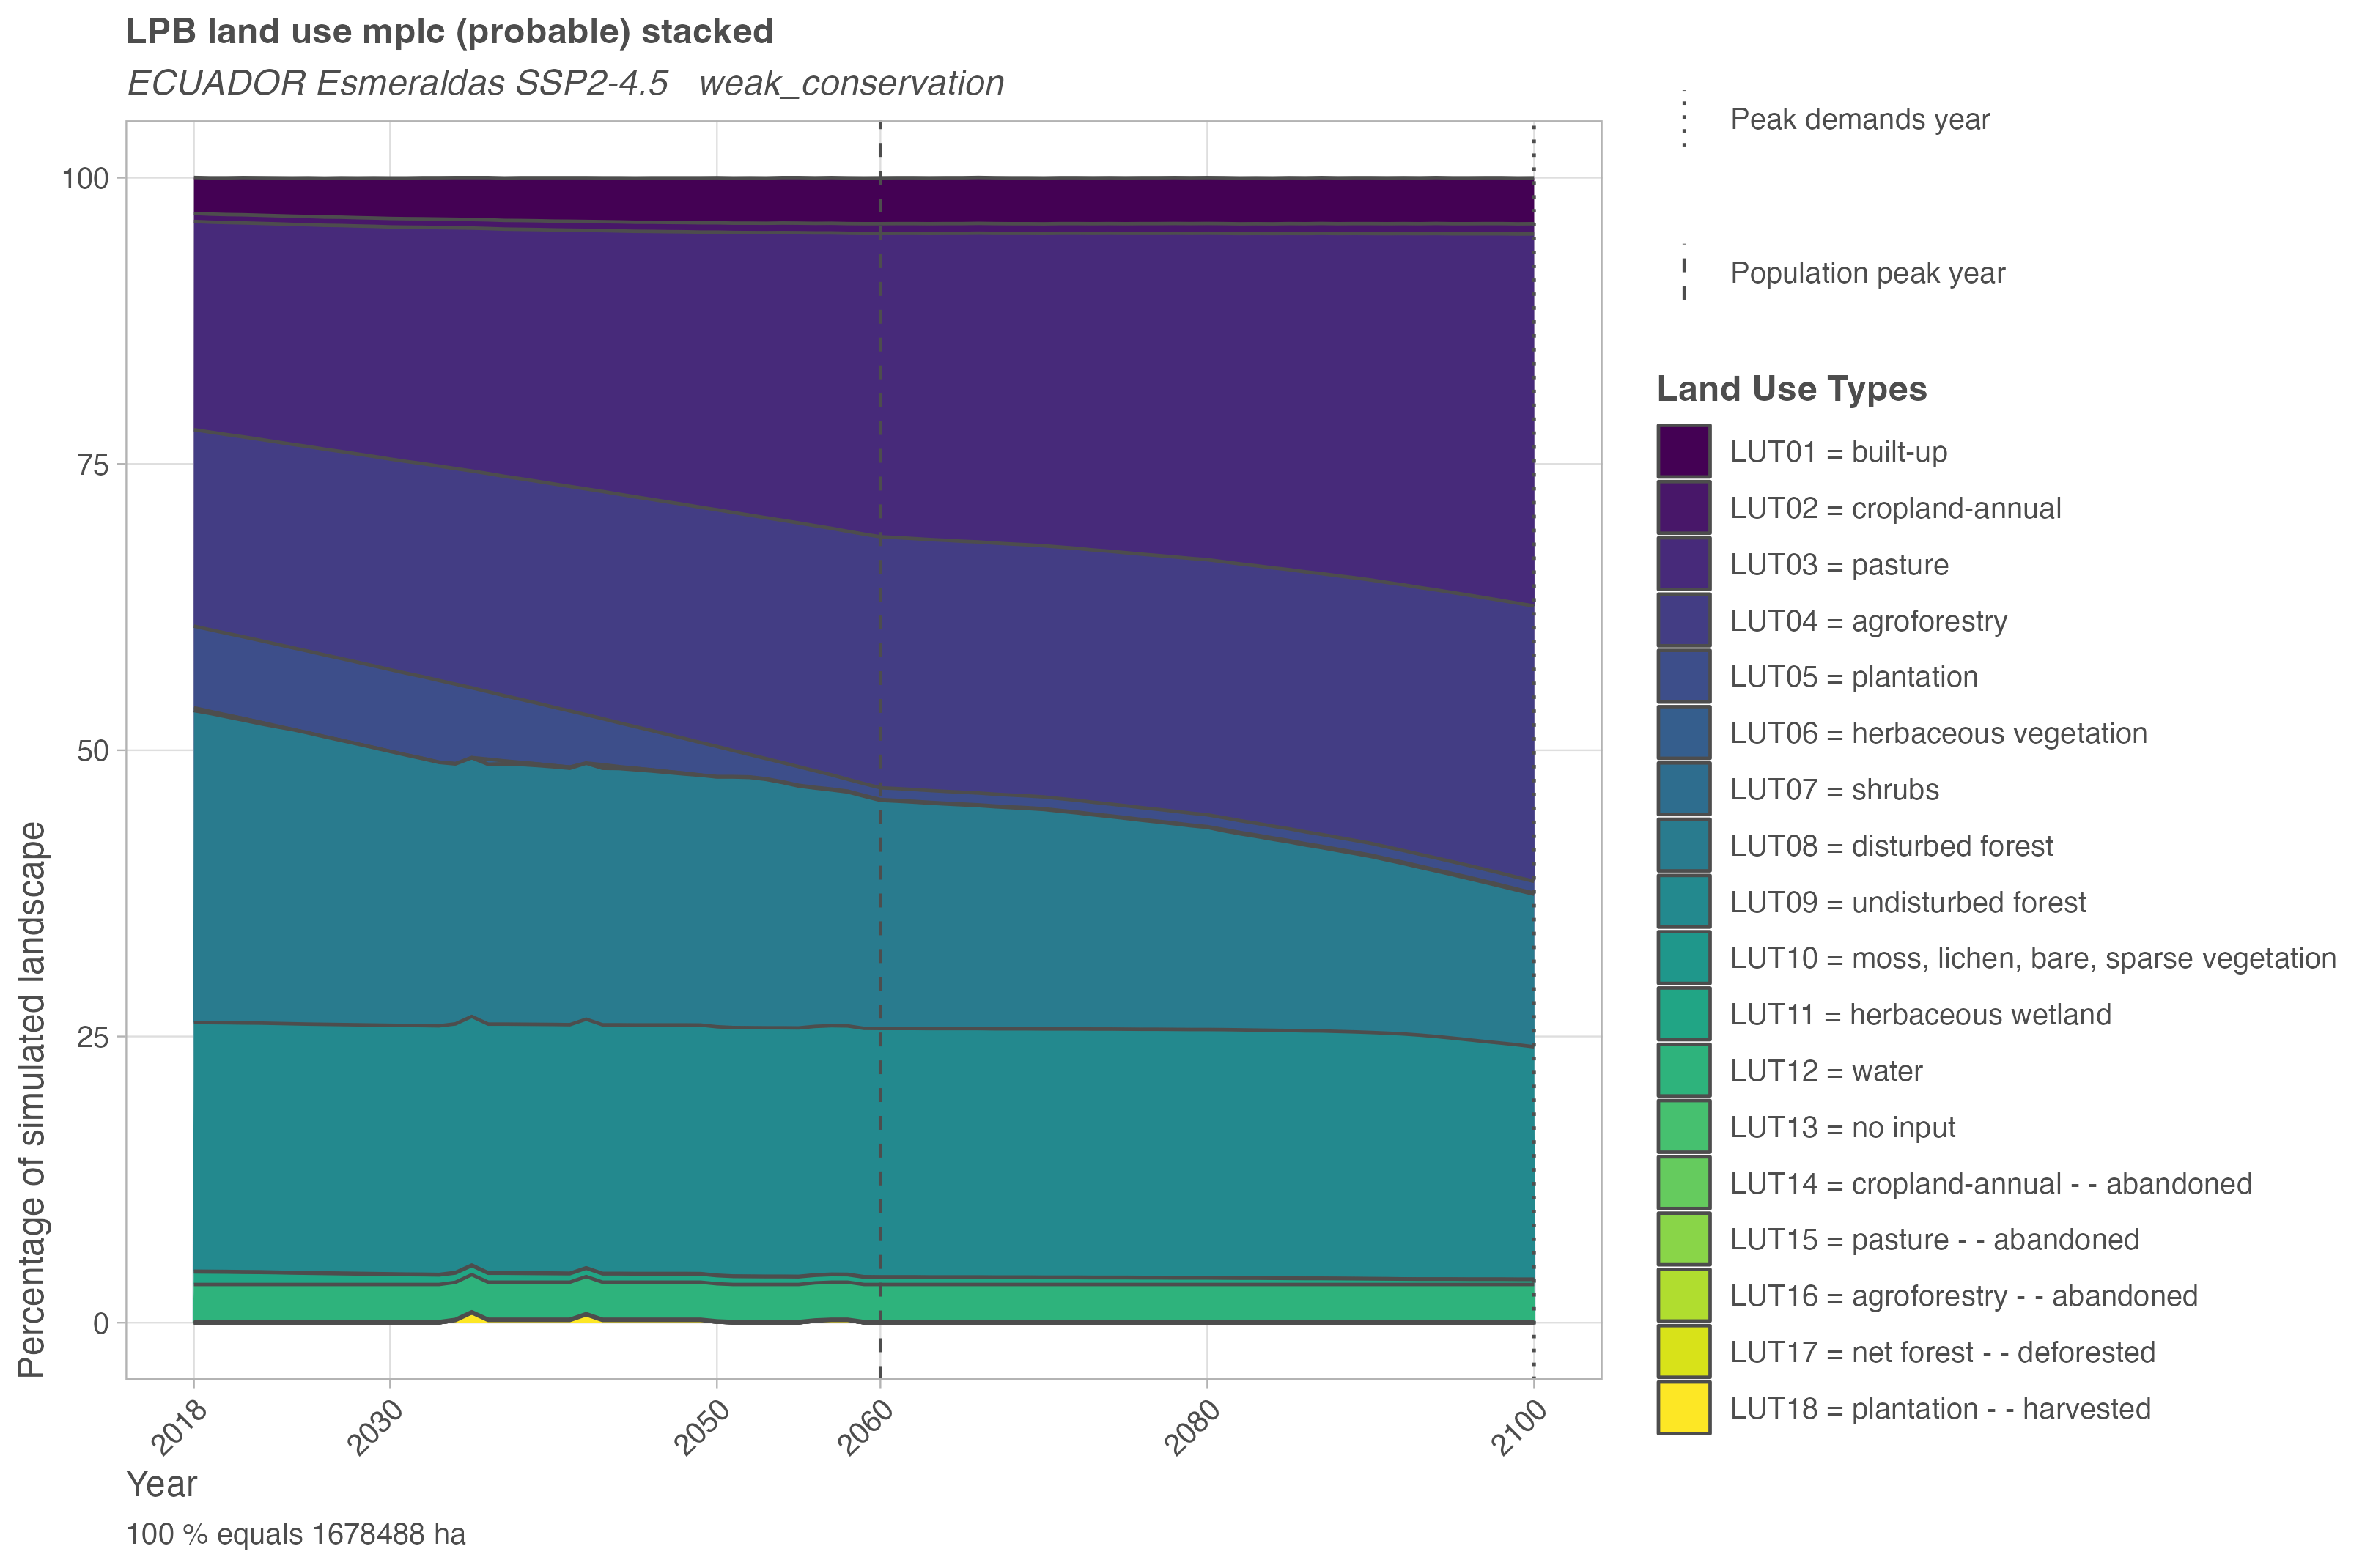 LPB land use mplc (probable) stacked
ECUADOR Esmeraldas SSP2-4.5   weak_conservation
Percentage of simulated landscape
100
75
50
25
0
2018
2030
2050
2060
2080
2100
Year
100 % equals 1678488 ha
Peak demands year
Population peak year
Land Use Types
LUT01 = built-up
LUT02 = cropland-annual
LUT03 = pasture
LUT04 = agroforestry
LUT05 = plantation
LUT06 = herbaceous vegetation
LUT07 = shrubs
LUT08 = disturbed forest
LUT09 = undisturbed forest
LUT10 = moss, lichen, bare, sparse vegetation
LUT11 = herbaceous wetland
LUT12 = water
LUT13 = no input
LUT14 = cropland-annual - - abandoned
LUT15 = pasture - - abandoned
LUT16 = agroforestry - - abandoned
LUT17 = net forest - - deforested
LUT18 = plantation - - harvested